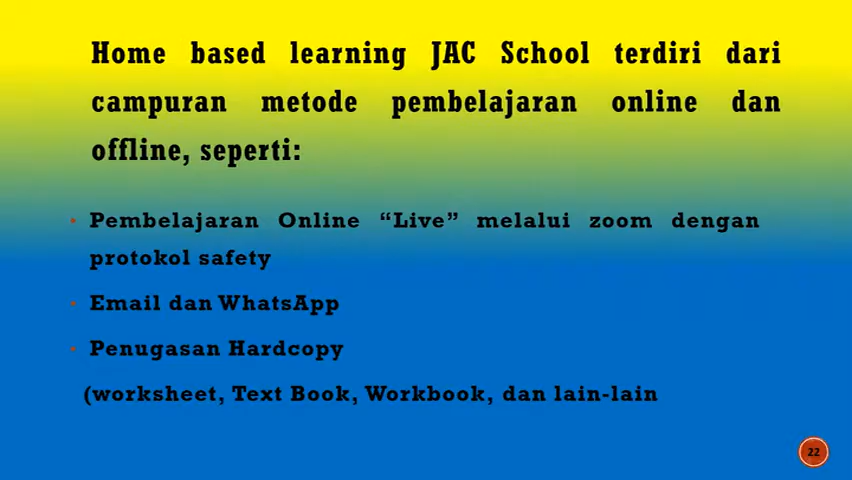 Home based learning JAC School terdiri dari
campuran metode pembelajaran online dan
offline, seperti:
• Pembelajaran Online “Live” melalui zoom dengan
protokol safety
• Email dan WhatsApp
• Penugasan Hardcopy
(worksheet, Text Book, Workbook, dan lain-lain
22